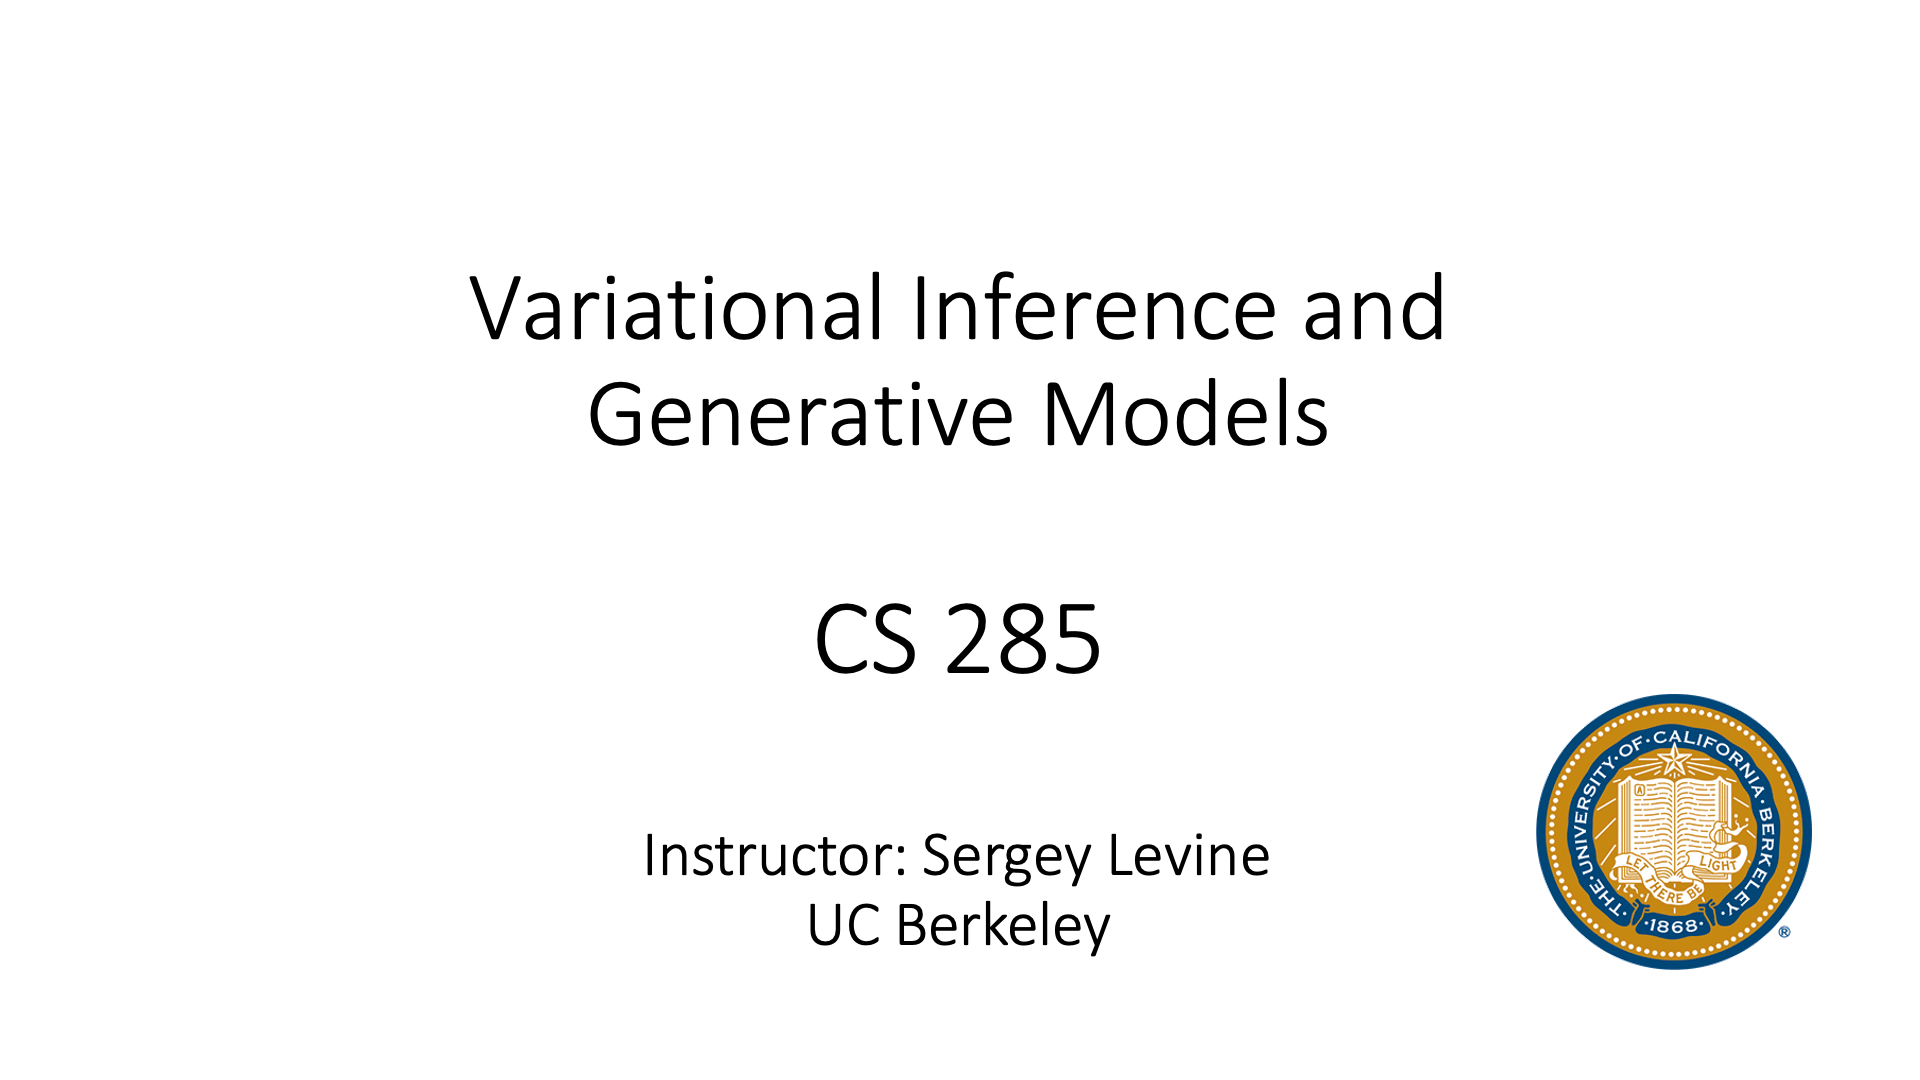 Variational Inference and
Generative Models
CS 285
Instructor: Sergey Levine
UC Berkeley
THE·UNIVERSITY·OF·CALIFORNIA·BERKELEY
A
LET THERE BE LIGHT
·1868·
®